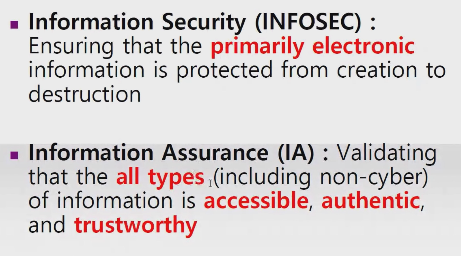 ▪ Information Security (INFOSEC) :
Ensuring that the primarily electronic
information is protected from creation to
destruction
▪ Information Assurance (IA) : Validating
that the all types (including non-cyber)
of information is accessible, authentic,
and trustworthy